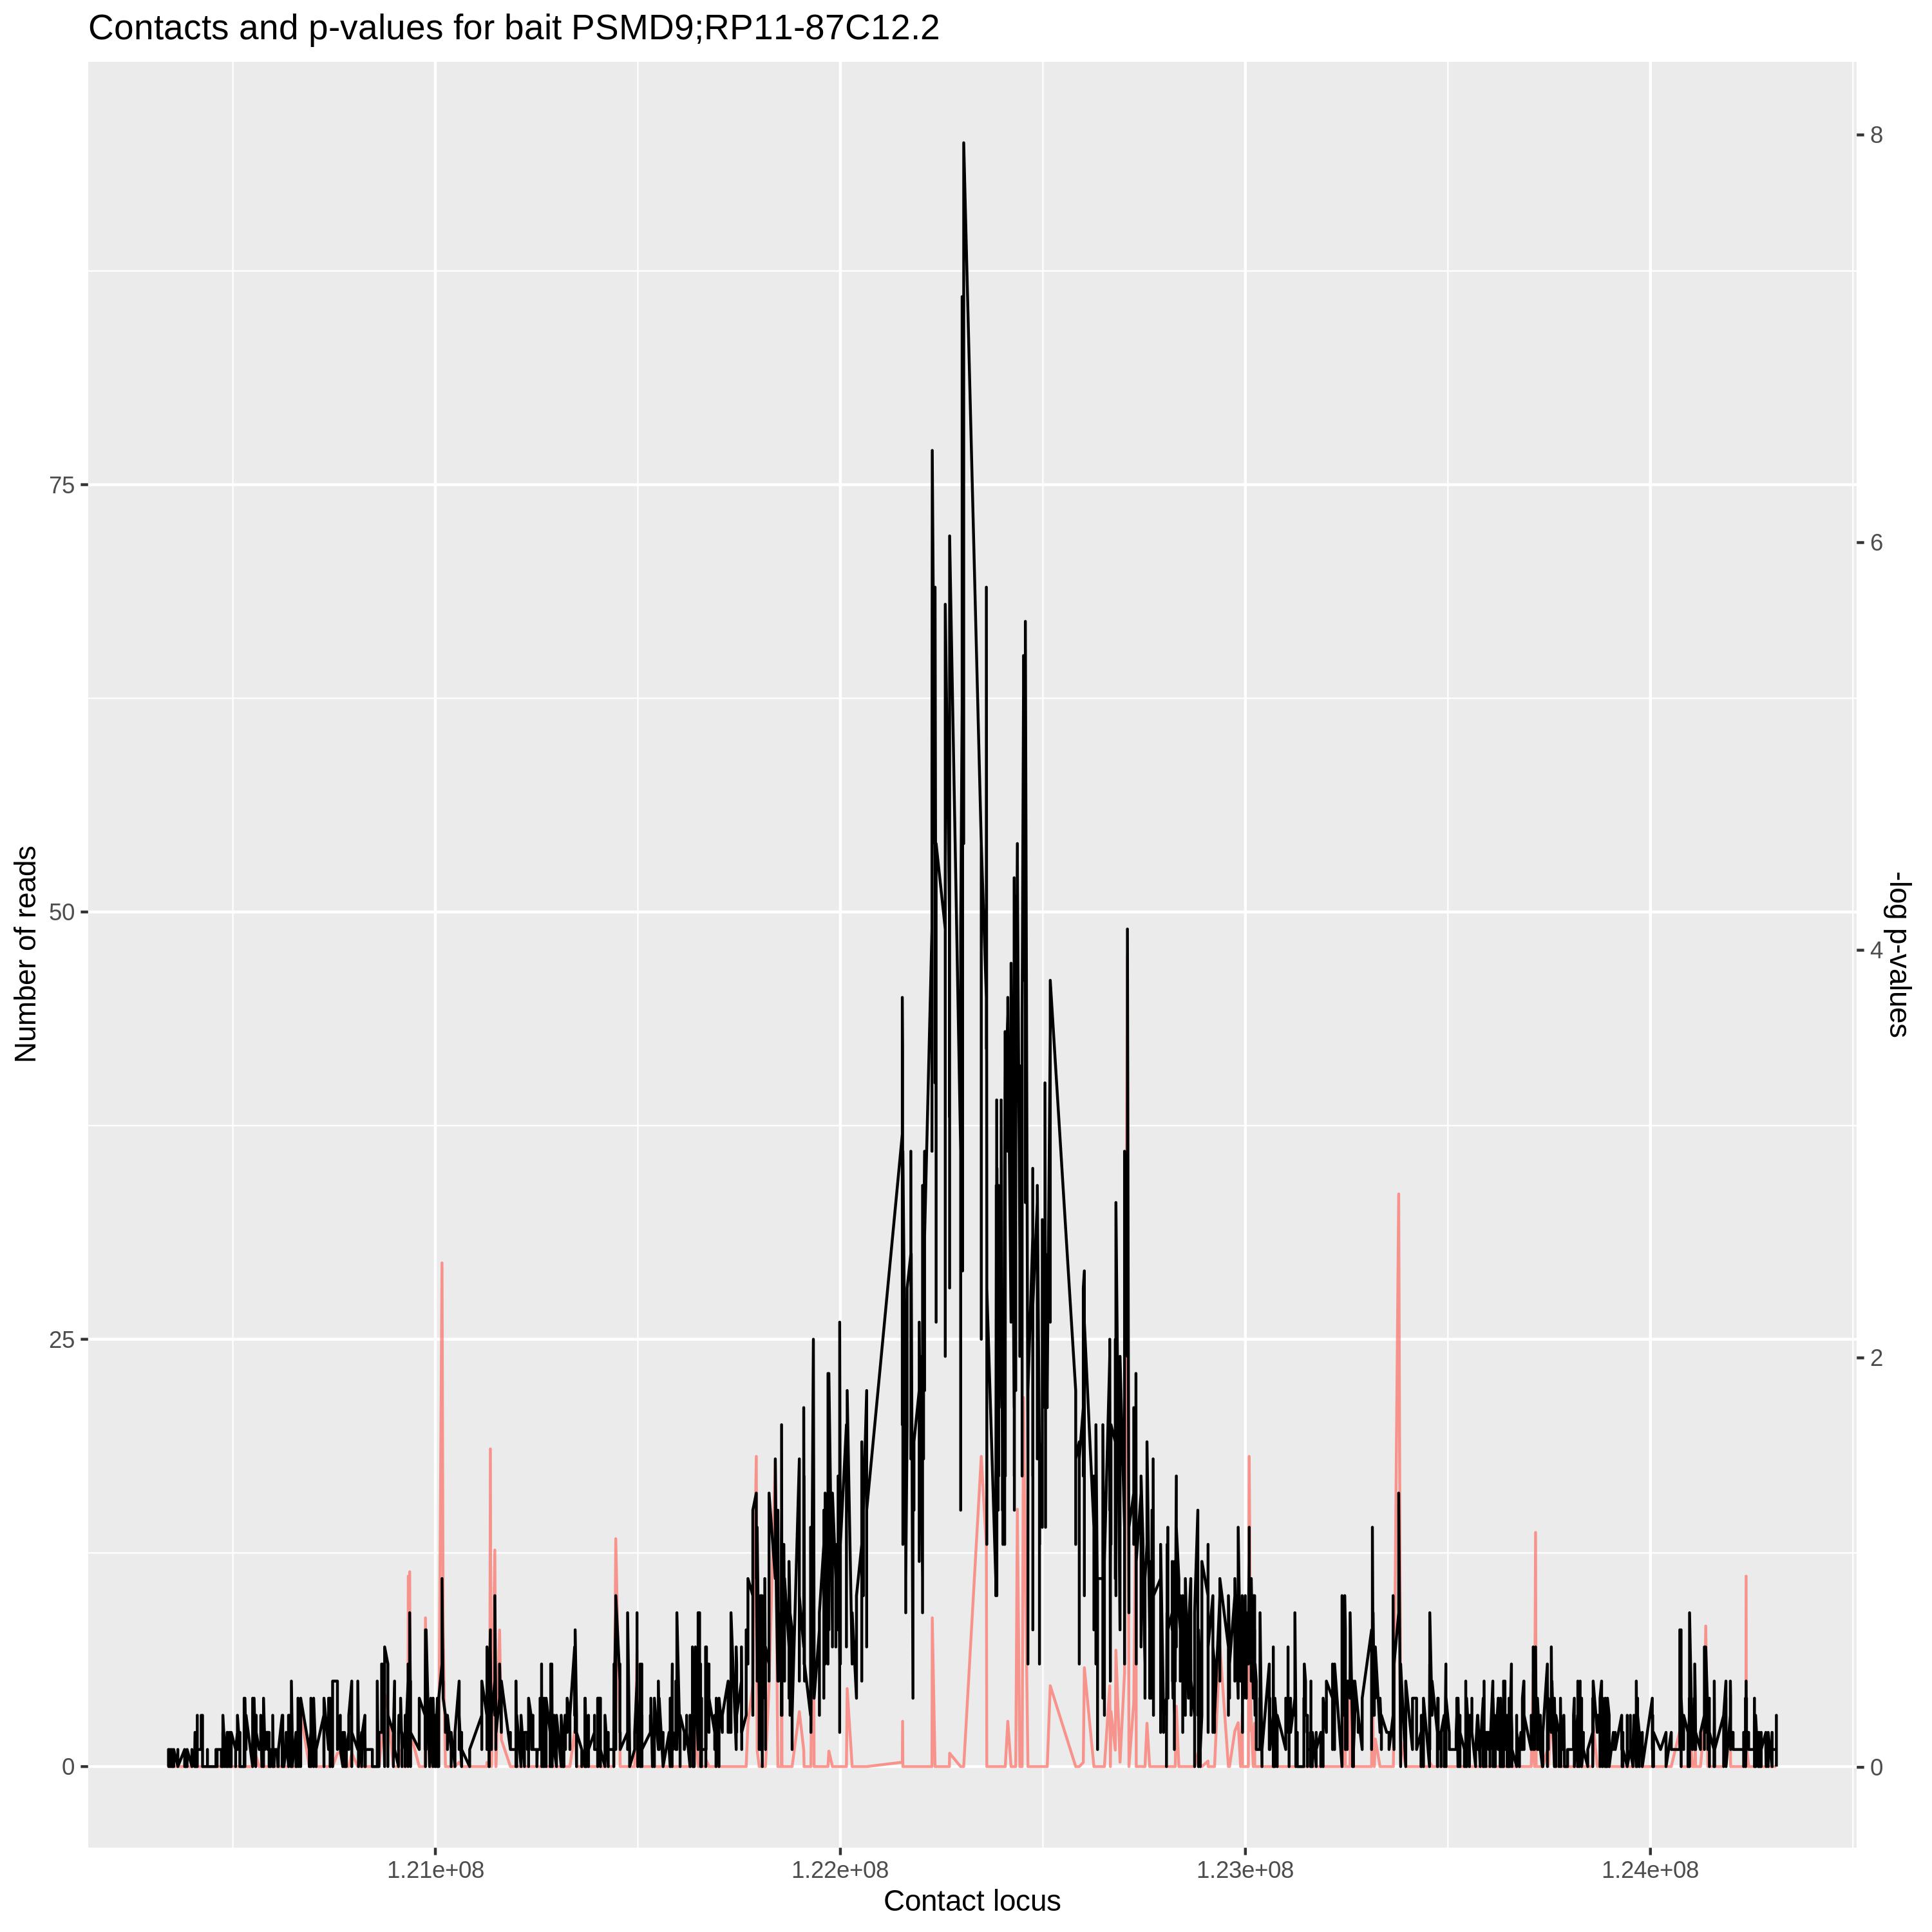 Contacts and p-values for bait PSMD9;RP11-87C12.2
Number of reads
75
50
25
0
8
6
4
2
0
-log p-values
1.21e+08
1.22e+08
1.23e+08
1.24e+08
Contact locus